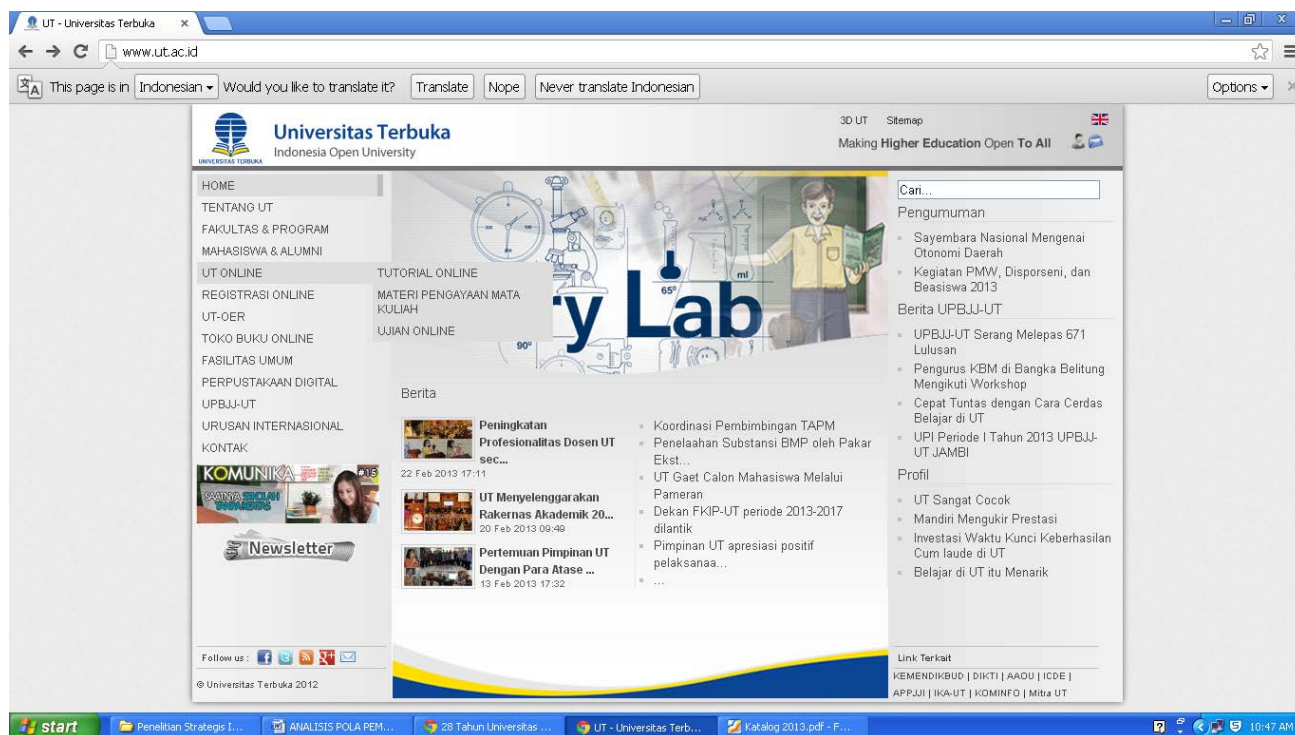 UT - Universitas Terbuka
www.ut.ac.id
This page is in Indonesian Would you like to translate it? Translate Nope Never translate Indonesian Options
UNIVERSITAS TERBUKA
Universitas Terbuka
Indonesia Open University
3D UT Sitemap
Making Higher Education Open To All
HOME
TENTANG UT
FAKULTAS & PROGRAM
MAHASISWA & ALUMNI
UT ONLINE
REGISTRASI ONLINE
UT-OER
TOKO BUKU ONLINE
FASILITAS UMUM
PERPUSTAKAAN DIGITAL
UPBJJ-UT
URUSAN INTERNASIONAL
KONTAK
TUTORIAL ONLINE
MATERI PENGAYAAN MATA
KULIAH
UJIAN ONLINE
y Lab
65°
ml
90°
KOMUNIKA #15
Newsletter
Follow us :
© Universitas Terbuka 2012
Berita
Peningkatan
Profesionalitas Dosen UT
sec...
22 Feb 2013 17:11
UT Menyelenggarakan
Rakernas Akademik 20...
20 Feb 2013 09:49
Pertemuan Pimpinan UT
Dengan Para Atase ...
13 Feb 2013 17:32
Koordinasi Pembimbingan TAPM
Penelaahan Substansi BMP oleh Pakar
Ekst...
UT Gaet Calon Mahasiswa Melalui
Pameran
Dekan FKIP-UT periode 2013-2017
dilantik
Pimpinan UT apresiasi positif
pelaksanaa...
...
Cari...
Pengumuman
Sayembara Nasional Mengenai
Otonomi Daerah
Kegiatan PMW, Disporseni, dan
Beasiswa 2013
Berita UPBJJ-UT
UPBJJ-UT Serang Melepas 671
Lulusan
Pengurus KBM di Bangka Belitung
Mengikuti Workshop
Cepat Tuntas dengan Cara Cerdas
Belajar di UT
UPI Periode I Tahun 2013 UPBJJ-
UT JAMBI
Profil
UT Sangat Cocok
Mandiri Mengukir Prestasi
Investasi Waktu Kunci Keberhasilan
Cum laude di UT
Belajar di UT itu Menarik
Link Terkait
KEMENDIKBUD | DIKTI | AAOU | ICDE |
APPJJI | IKA-UT | KOMINFO | Mitra UT
start Penelitian Strategis I... ANALISIS POLA PEM... 28 Tahun Universitas ... UT - Universitas Terb... Katalog 2013.pdf - F... 10:47 AM